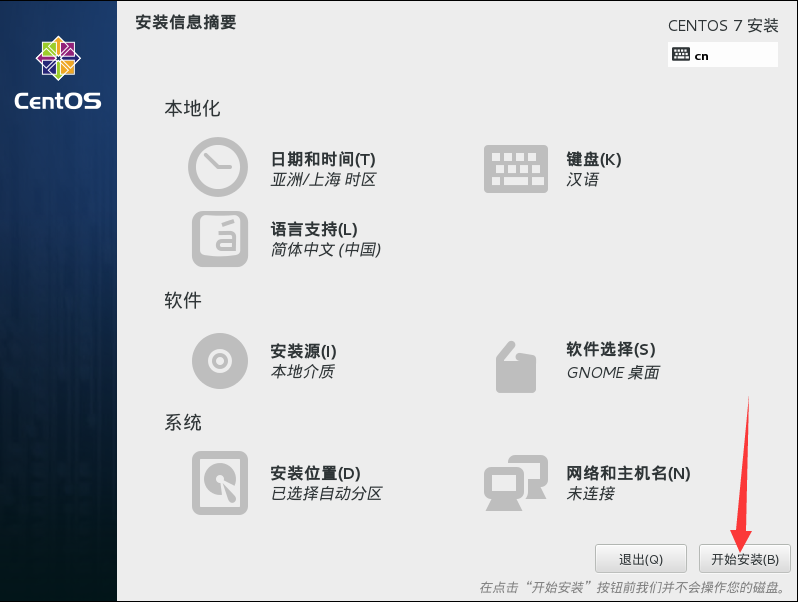 CentOS
安装信息摘要
CENTOS 7 安装
cn
本地化
日期和时间(T)
亚洲/上海 时区
键盘(K)
汉语
语言支持(L)
简体中文 (中国)
软件
安装源(I)
本地介质
软件选择(S)
GNOME 桌面
系统
安装位置(D)
已选择自动分区
网络和主机名(N)
未连接
退出(Q)
开始安装(B)
在点击“开始安装”按钮前我们并不会操作您的磁盘。